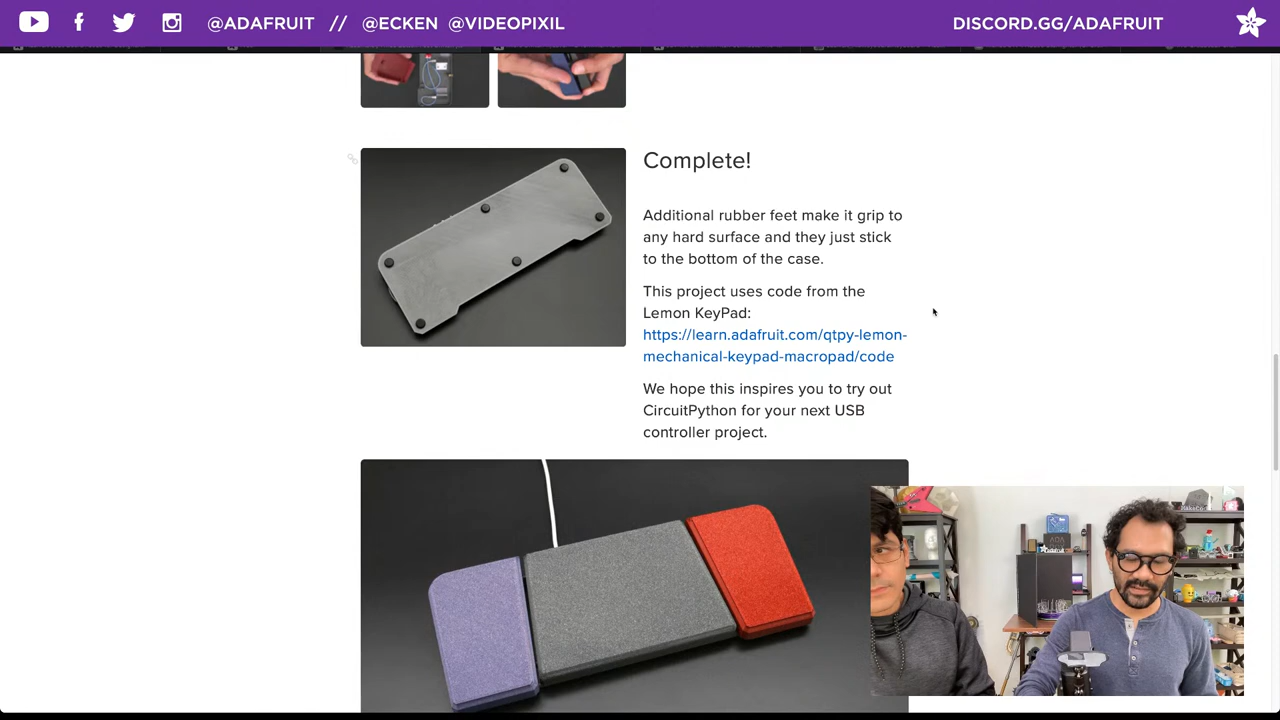 @ADAFRUIT // @ECKEN @VIDEOPIXIL
DISCORD.GG/ADAFRUIT
Complete!
Additional rubber feet make it grip to
any hard surface and they just stick
to the bottom of the case.
This project uses code from the
Lemon KeyPad:
https://learn.adafruit.com/qtpy-lemon-
mechanical-keypad-macropad/code
We hope this inspires you to try out
CircuitPython for your next USB
controller project.